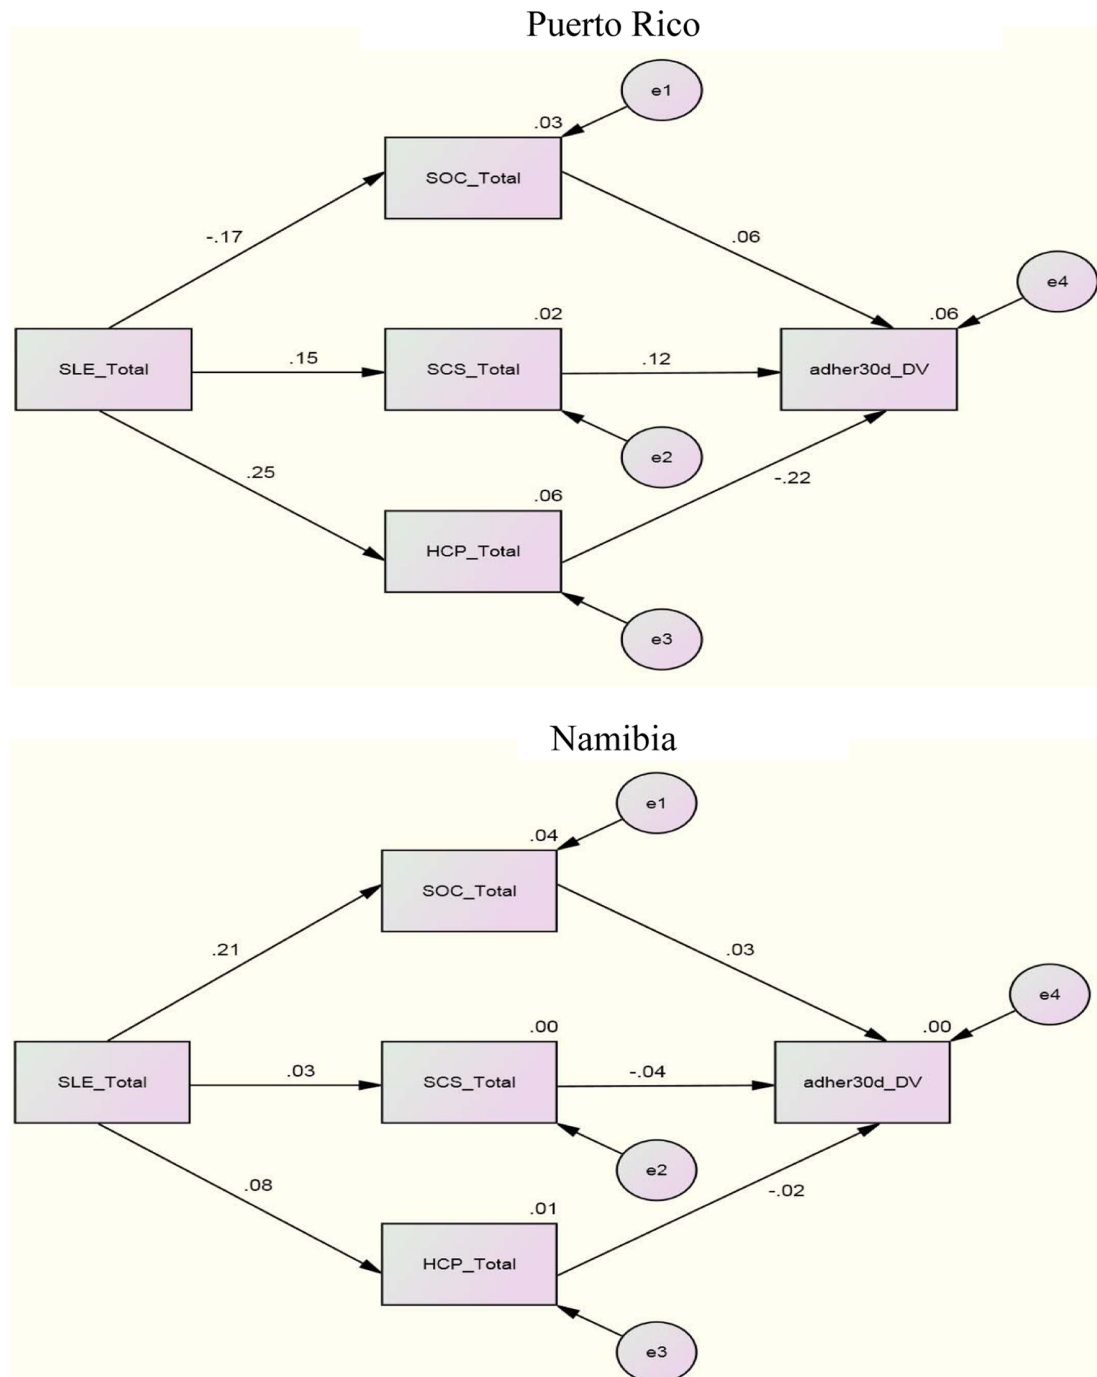 Puerto Rico
e1
.03
SOC_Total
-.17
.06
e4
.02
.06
SLE_Total
.15
SCS_Total
.12
adher30d_DV
e2
.25
-.22
.06
HCP_Total
e3
Namibia
e1
.04
SOC_Total
.21
.03
e4
.00
.00
SLE_Total
.03
SCS_Total
-.04
adher30d_DV
e2
.08
-.02
.01
HCP_Total
e3